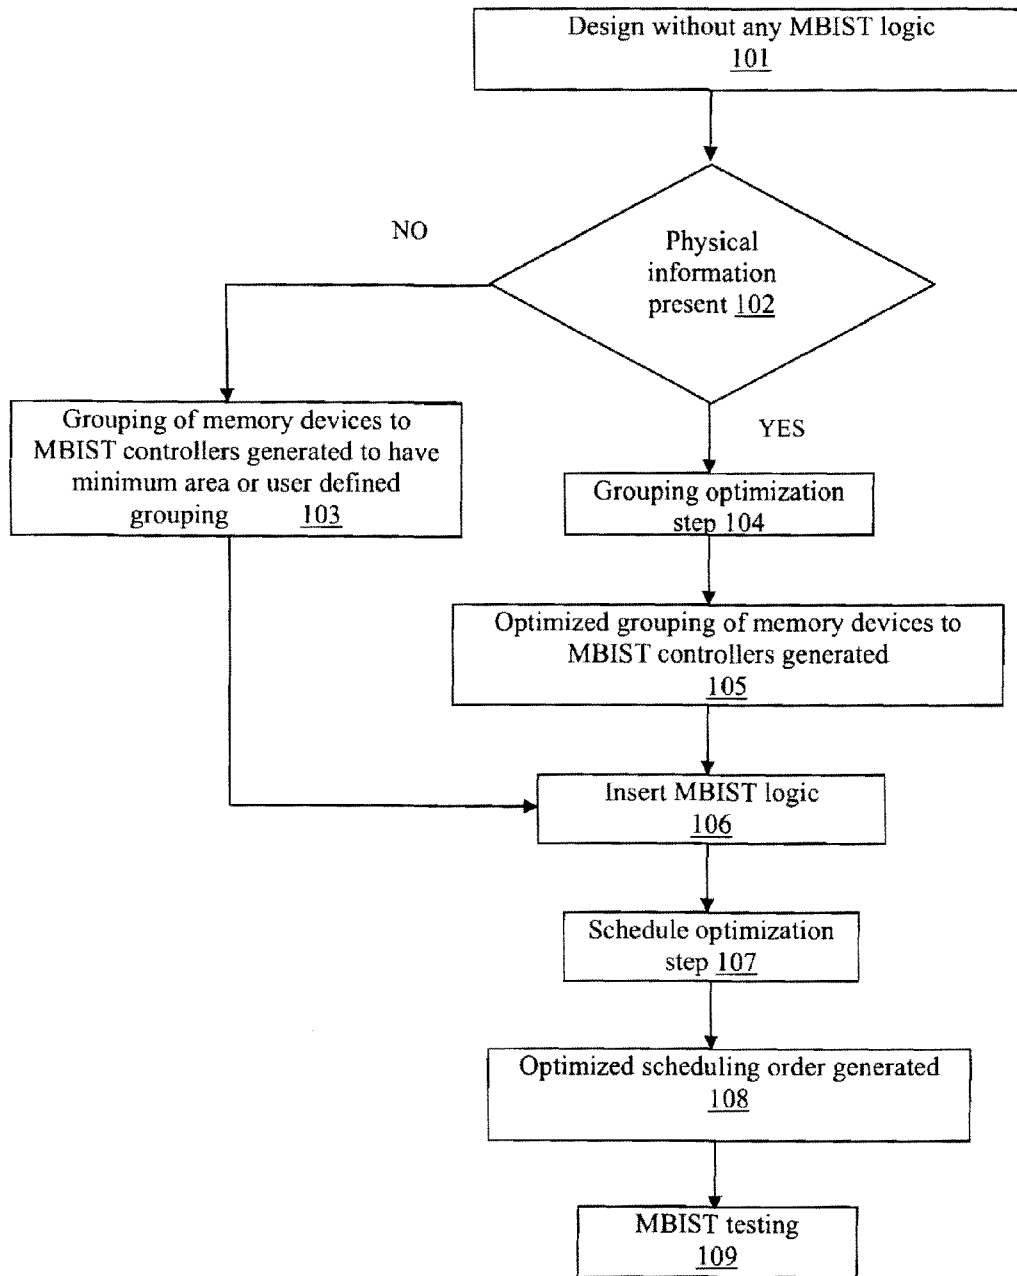 Design without any MBIST logic
101
NO
Physical
information
present 102
Grouping of memory devices to
MBIST controllers generated to have
minimum area or user defined
grouping 103
YES
Grouping optimization
step 104
Optimized grouping of memory devices to
MBIST controllers generated
105
Insert MBIST logic
106
Schedule optimization
step 107
Optimized scheduling order generated
108
MBIST testing
109